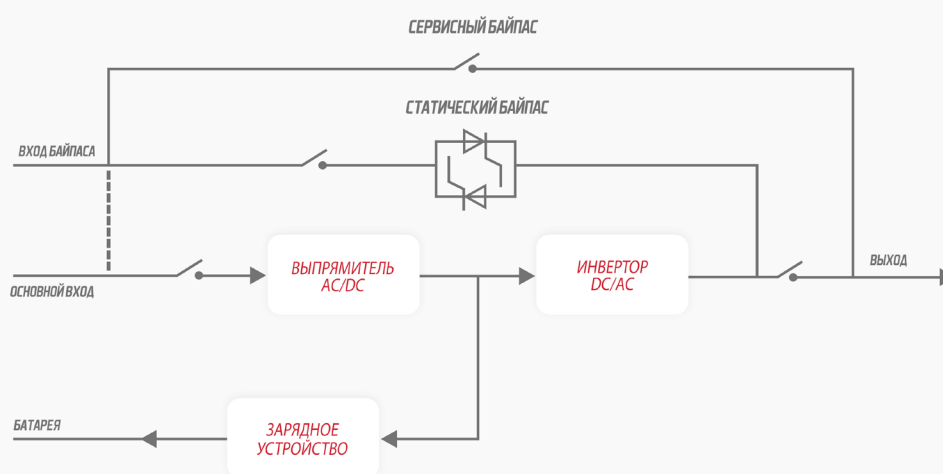 СЕРВИСНЫЙ БАЙПАС
СТАТИЧЕСКИЙ БАЙПАС
ВХОД БАЙПАСА
ВЫПРЯМИТЕЛЬ
AC/DC
ИНВЕРТОР
DC/AC
ВЫХОД
ОСНОВНОЙ ВХОД
БАТАРЕЯ
ЗАРЯДНОЕ
УСТРОЙСТВО